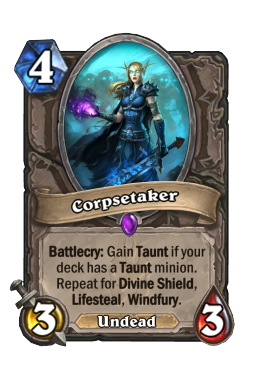 4
Corpsetaker
Battlecry: Gain Taunt if your
deck has a Taunt minion.
Repeat for Divine Shield,
Lifesteal, Windfury.
3 Undead 3